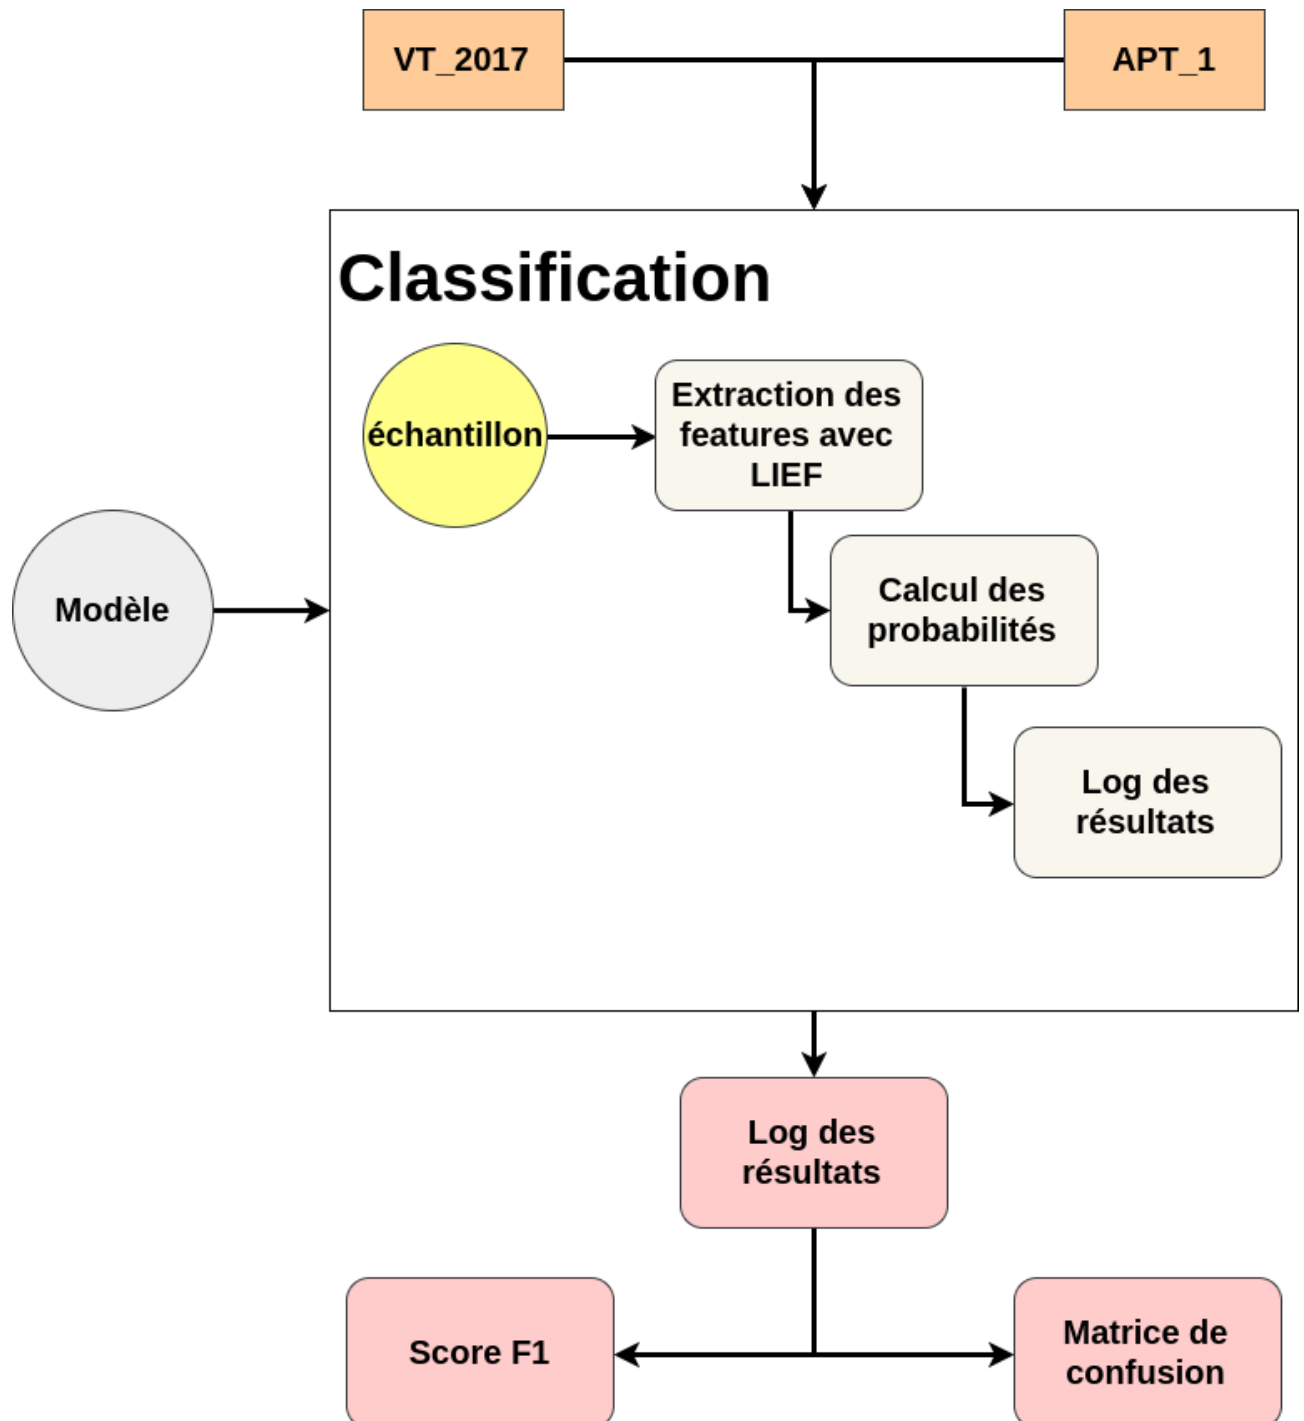 VT_2017
APT_1
Classification
échantillon
Extraction des
features avec
LIEF
Modèle
Calcul des
probabilités
Log des
résultats
Log des
résultats
Score F1
Matrice de
confusion